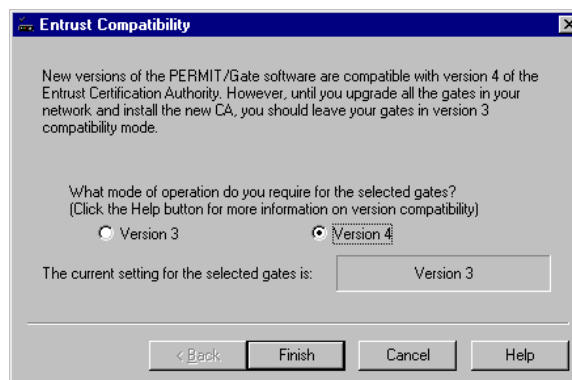 Entrust Compatibility
New versions of the PERMIT/Gate software are compatible with version 4 of the
Entrust Certification Authority. However, until you upgrade all the gates in your
network and install the new CA, you should leave your gates in version 3
compatibility mode.
What mode of operation do you require for the selected gates?
(Click the Help button for more information on version compatibility)
Version 3 Version 4
The current setting for the selected gates is: Version 3
< Back Finish Cancel Help